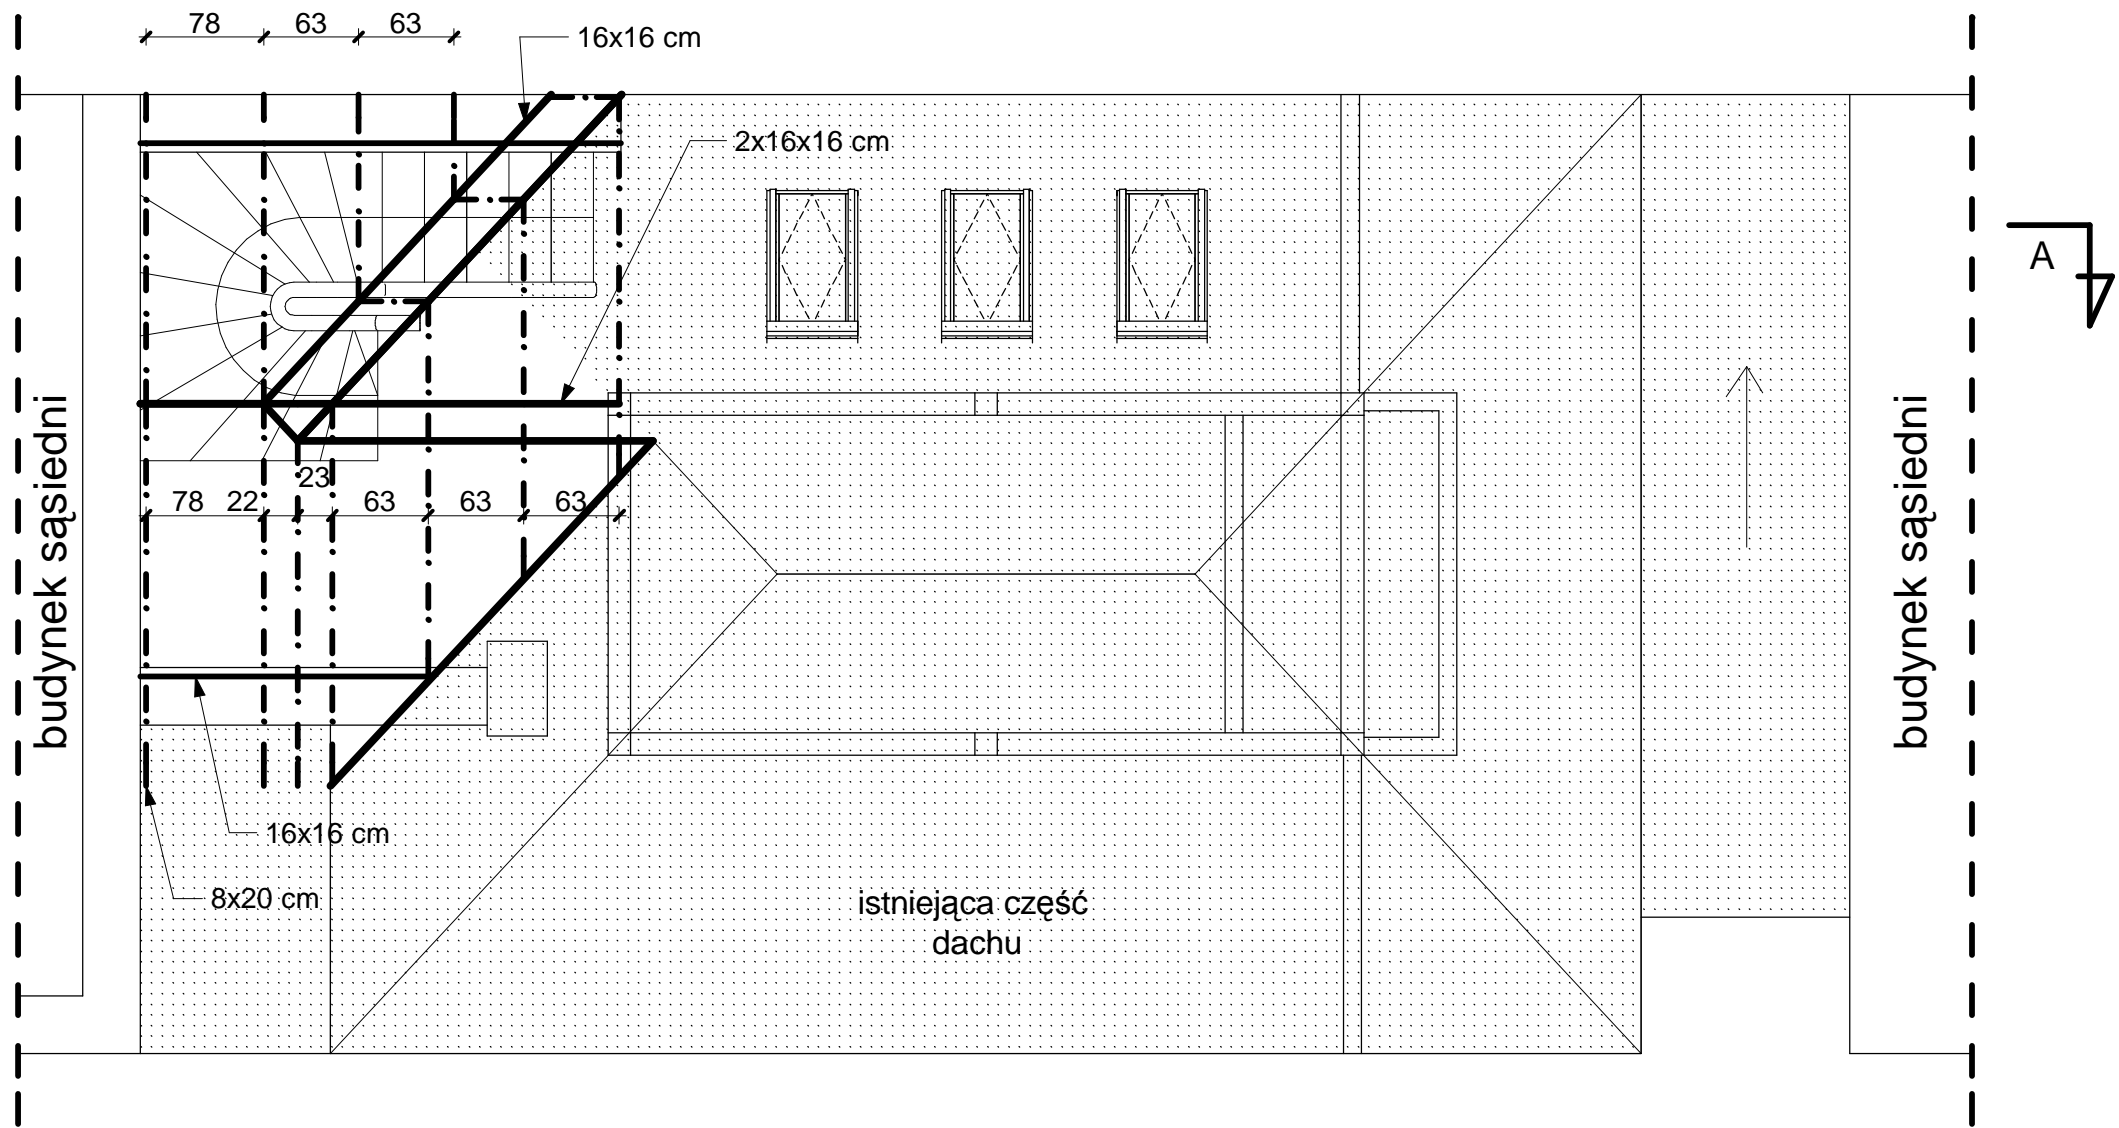 78 63 63
16x16 cm
2x16x16 cm
A
budynek sąsiedni
budynek sąsiedni
23
78 22 63 63 63
16x16 cm
8x20 cm
istniejąca część
dachu